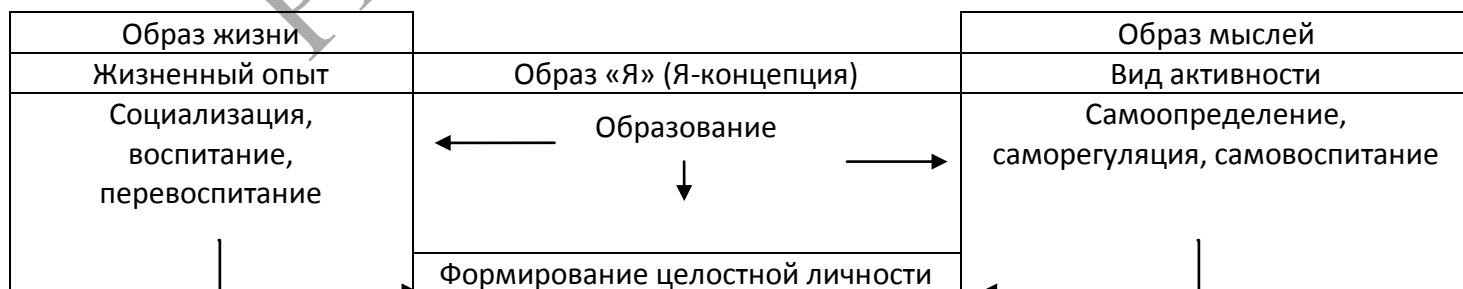 Образ жизни
Образ мыслей
Жизненный опыт
Образ «Я» (Я-концепция)
Вид активности
Социализация,
воспитание,
перевоспитание
Образование
Самоопределение,
саморегуляция, самовоспитание
Формирование целостной личности